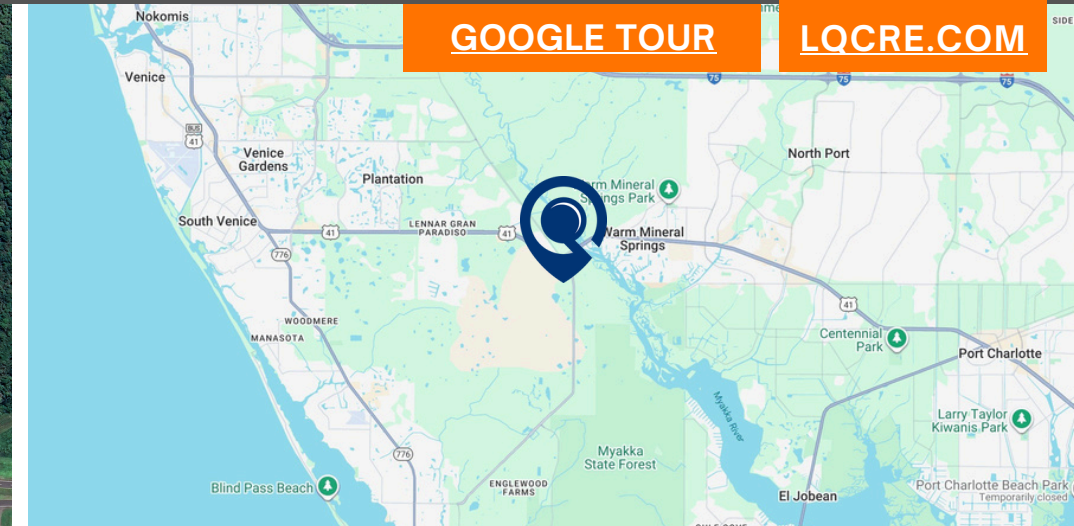 Nokomis
GOOGLE TOUR
LQCRE.COM
SIDE
Venice
75
75
75
BUS
41
Venice
Gardens
North Port
Plantation
Warm Mineral
Springs Park
South Venice
LENNAR GRAN
PARADISO
41
41
Warm Mineral
Springs
776
WOODMERE
MANASOTA
41
Centennial
Park
Port Charlotte
Myakka River
Larry Taylor
Kiwanis Park
776
Myakka
State Forest
Blind Pass Beach
ENGLEWOOD
FARMS
El Jobean
Port Charlotte Beach Park
Temporarily closed